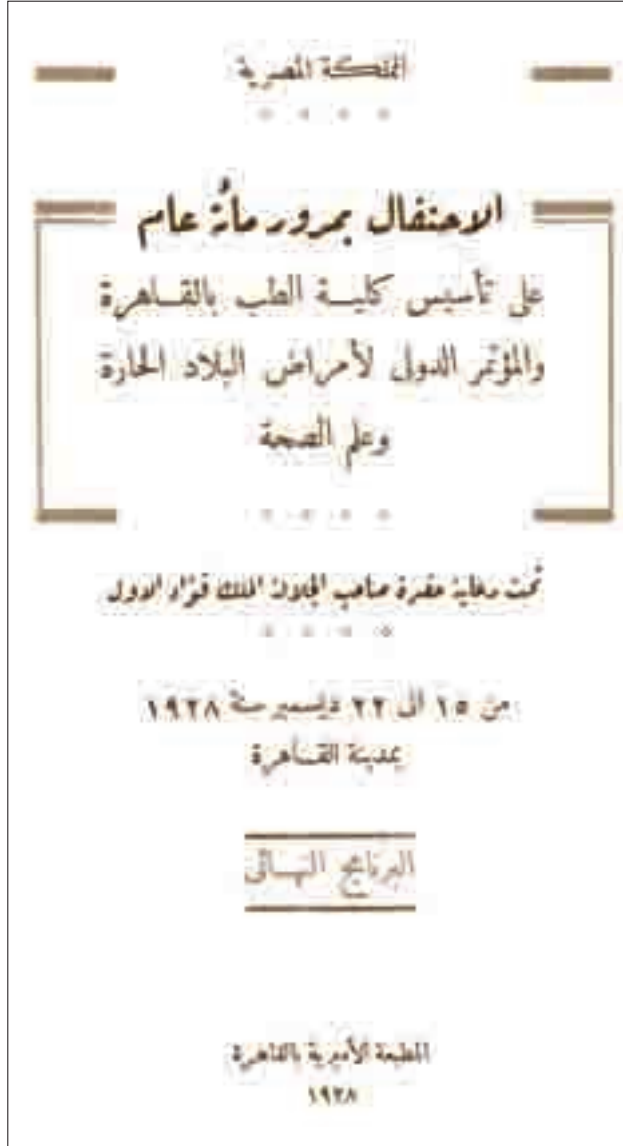 المملكة المصرية
الاحتفال بمرور مائة عام
على تأسيس كلية الطب بالقاهرة
والمؤتمر الدولى لأمراض البلاد الحارة
وعلم الصحة
تحت رعاية حضرة صاحب الجلالة الملك فؤاد الاول
من ١٥ الى ٢٢ ديسمبر سنة ١٩٢٨
بمدينة القاهرة
البرنامج النهائى
المطبعة الأميرية بالقاهرة
١٩٢٨